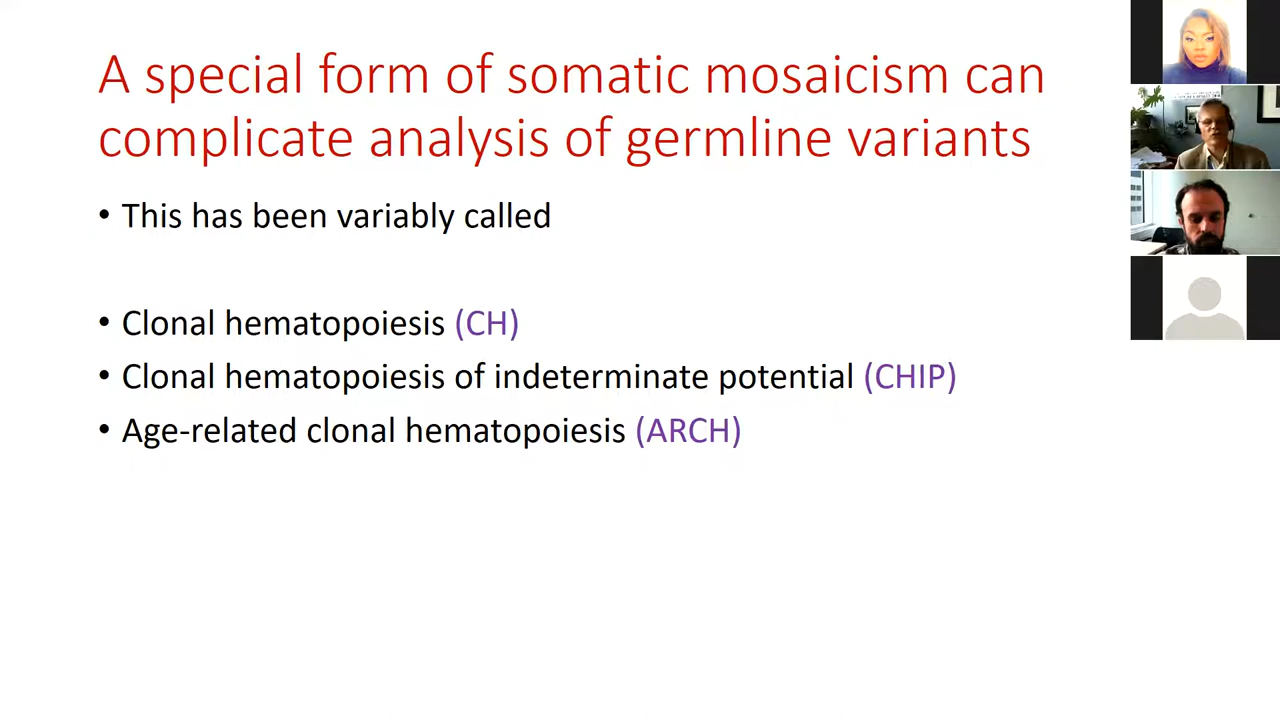 A special form of somatic mosaicism can
complicate analysis of germline variants
• This has been variably called
• Clonal hematopoiesis (CH)
• Clonal hematopoiesis of indeterminate potential (CHIP)
• Age-related clonal hematopoiesis (ARCH)